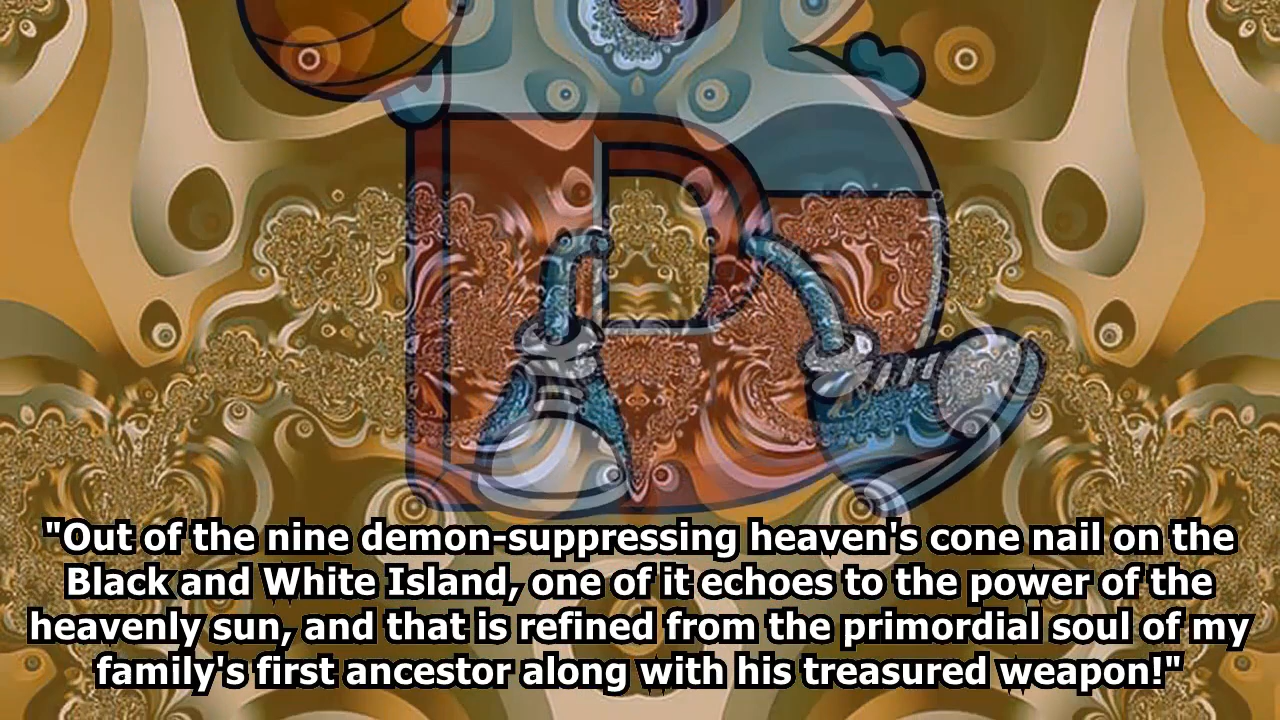 "Out of the nine demon-suppressing heaven's cone nail on the
Black and White Island, one of it echoes to the power of the
heavenly sun, and that is refined from the primordial soul of my
family's first ancestor along with his treasured weapon!"